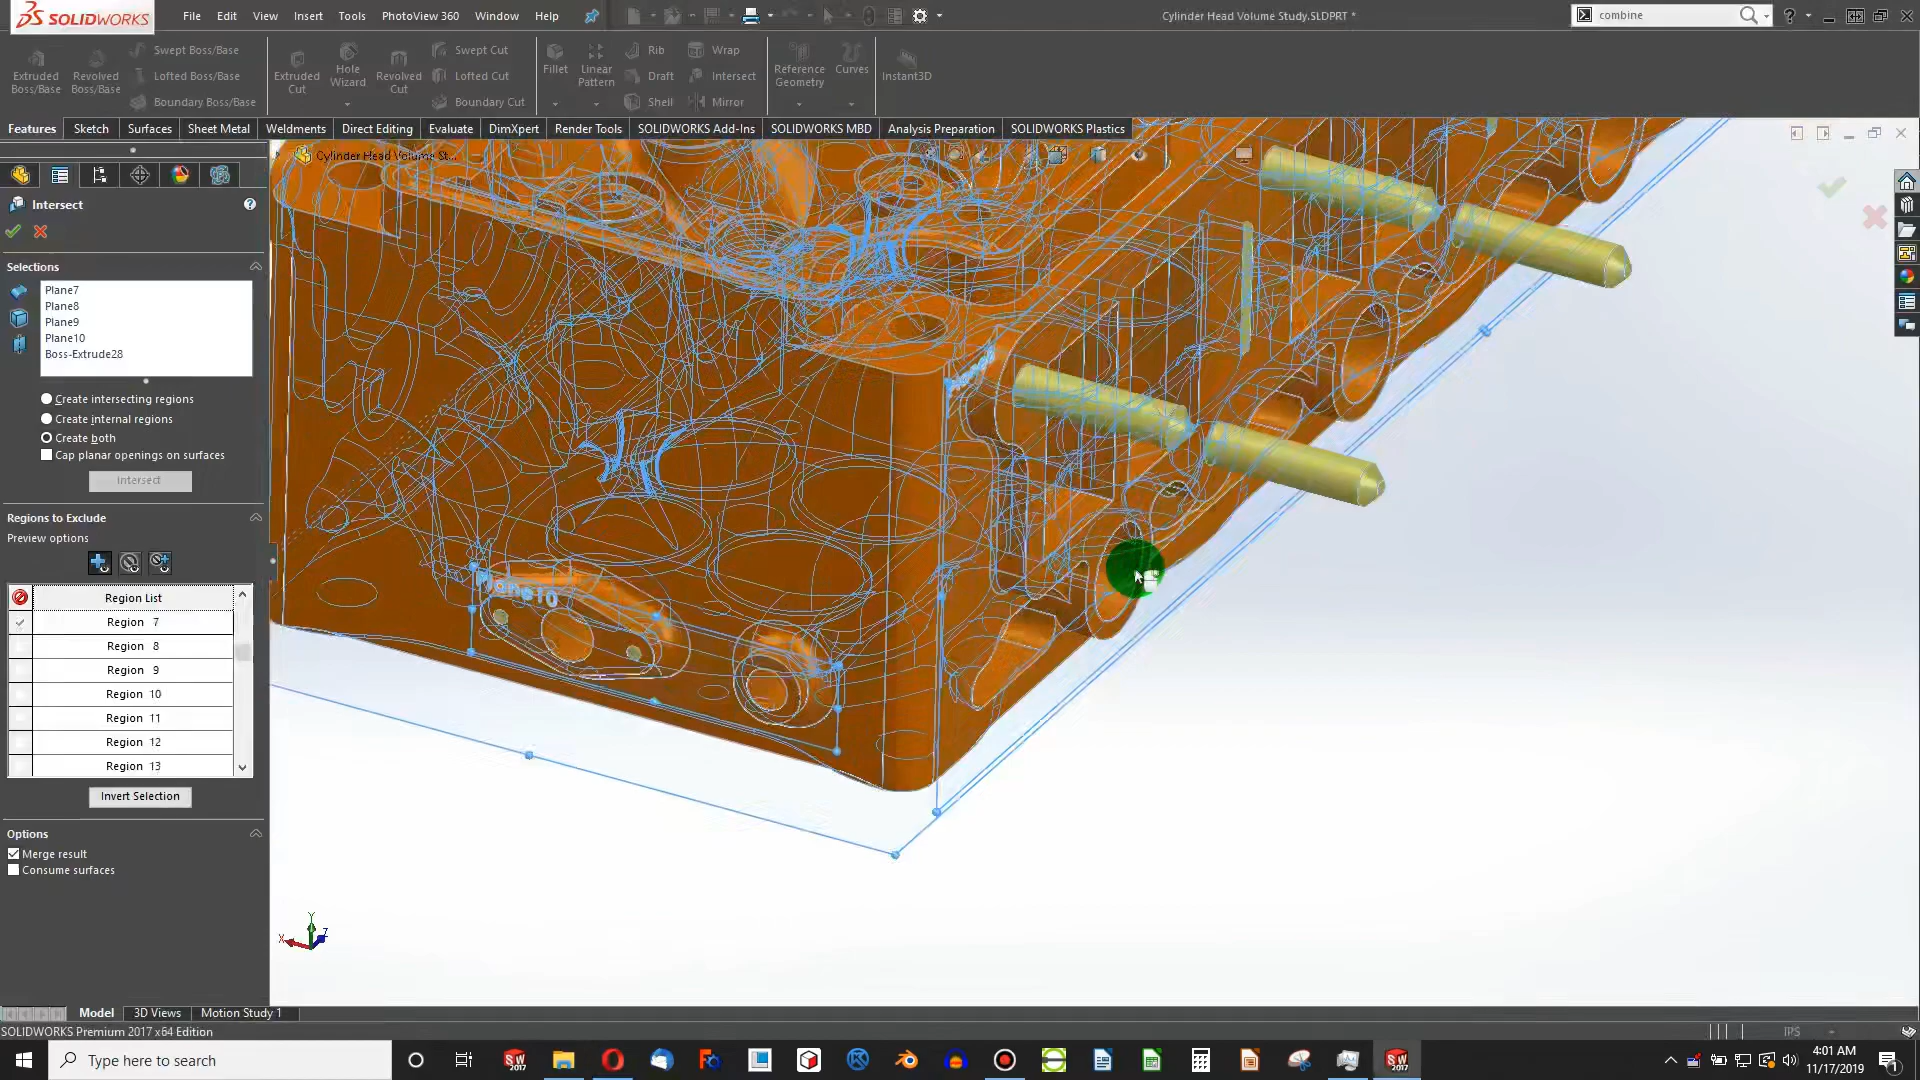 SOLIDWORKS
File Edit View Insert Tools PhotoView 360 Window Help
Cylinder Head Volume Study.SLDPRT *
combine
Extruded Boss/Base
Revolved Boss/Base
Swept Boss/Base
Lofted Boss/Base
Boundary Boss/Base
Extruded Cut
Hole Wizard
Revolved Cut
Swept Cut
Lofted Cut
Boundary Cut
Fillet
Linear Pattern
Rib
Draft
Shell
Wrap
Intersect
Mirror
Reference Geometry
Curves
Instant3D
Features Sketch Surfaces Sheet Metal Weldments Direct Editing Evaluate DimXpert Render Tools SOLIDWORKS Add-Ins SOLIDWORKS MBD Analysis Preparation SOLIDWORKS Plastics
Cylinder Head Volume St...
Intersect
Selections
Plane7
Plane8
Plane9
Plane10
Boss-Extrude28
Create intersecting regions
Create internal regions
Create both
Cap planar openings on surfaces
Intersect
Regions to Exclude
Preview options
Region List
Region 7
Region 8
Region 9
Region 10
Region 11
Region 12
Region 13
Invert Selection
Options
Merge result
Consume surfaces
Plane10
Y
X
Z
Model 3D Views Motion Study 1
SOLIDWORKS Premium 2017 x64 Edition
IPS
Type here to search
4:01 AM
11/17/2019